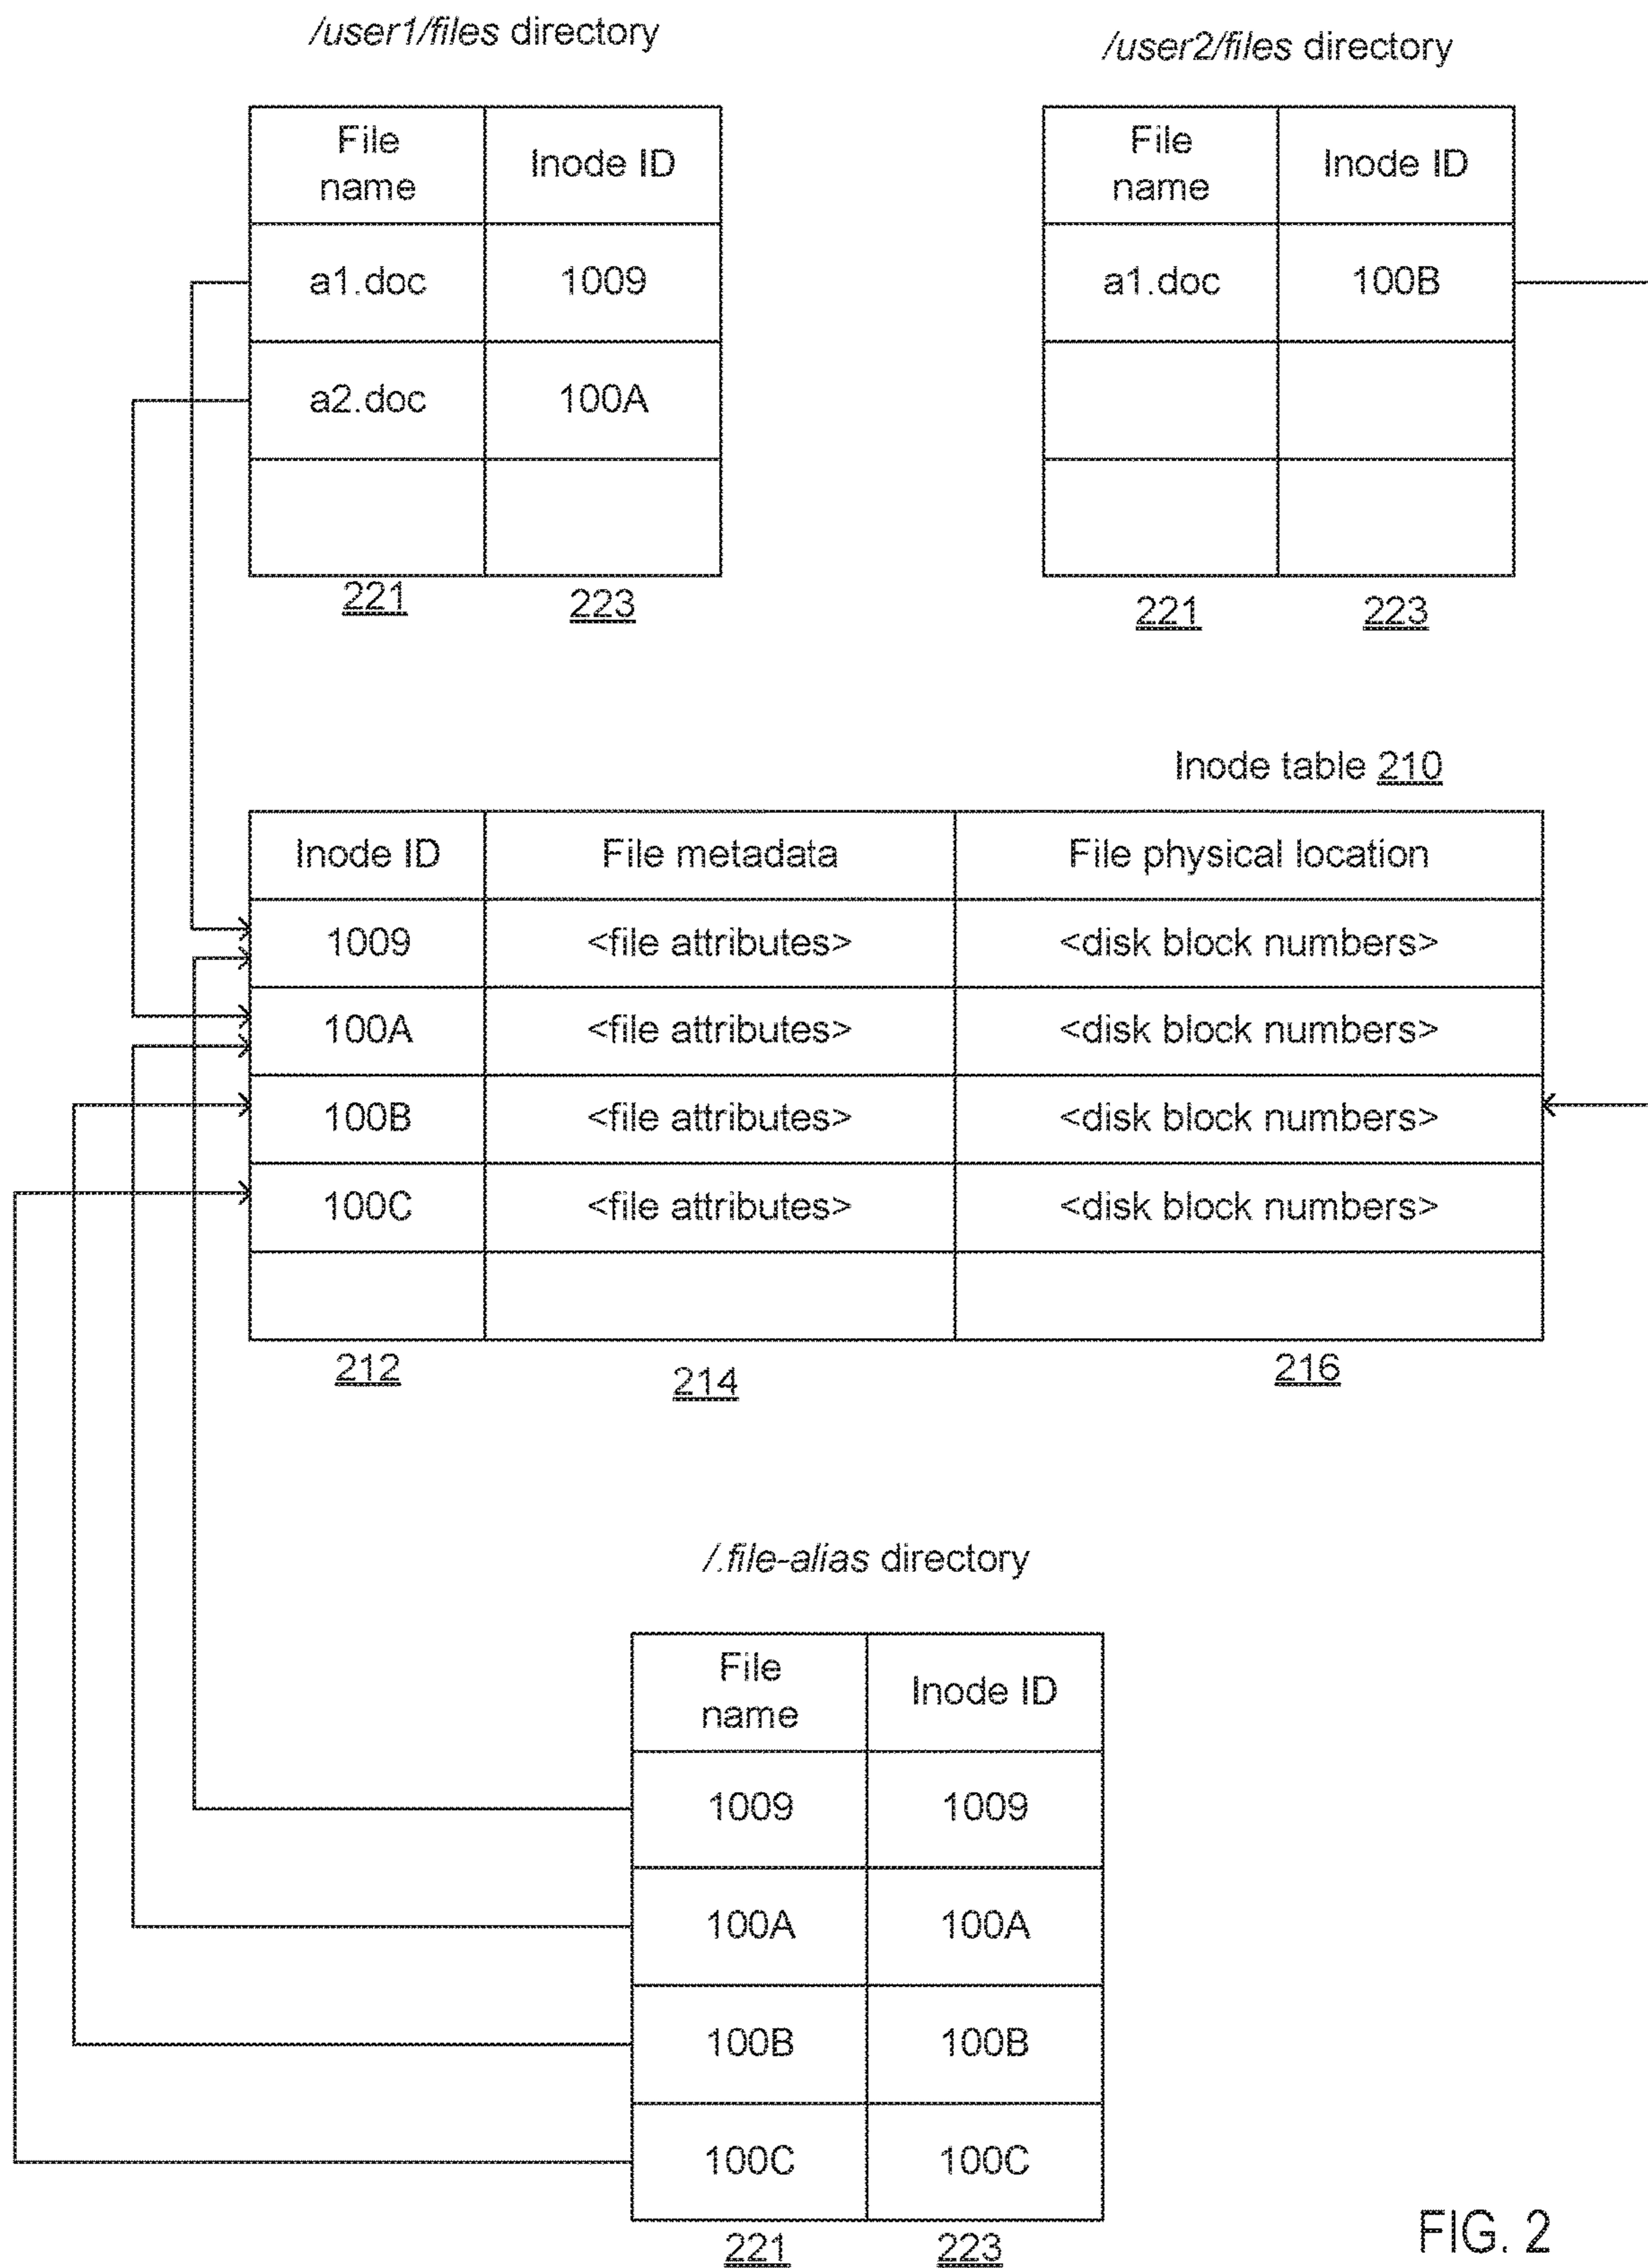 /user1/files directory
File name
Inode ID
a1.doc
1009
a2.doc
100A
221
223
/user2/files directory
File name
Inode ID
a1.doc
100B
221
223
Inode table 210
Inode ID
File metadata
File physical location
1009
<file attributes>
<disk block numbers>
100A
<file attributes>
<disk block numbers>
100B
<file attributes>
<disk block numbers>
100C
<file attributes>
<disk block numbers>
212
214
216
/.file-alias directory
File name
Inode ID
1009
1009
100A
100A
100B
100B
100C
100C
221
223
FIG. 2